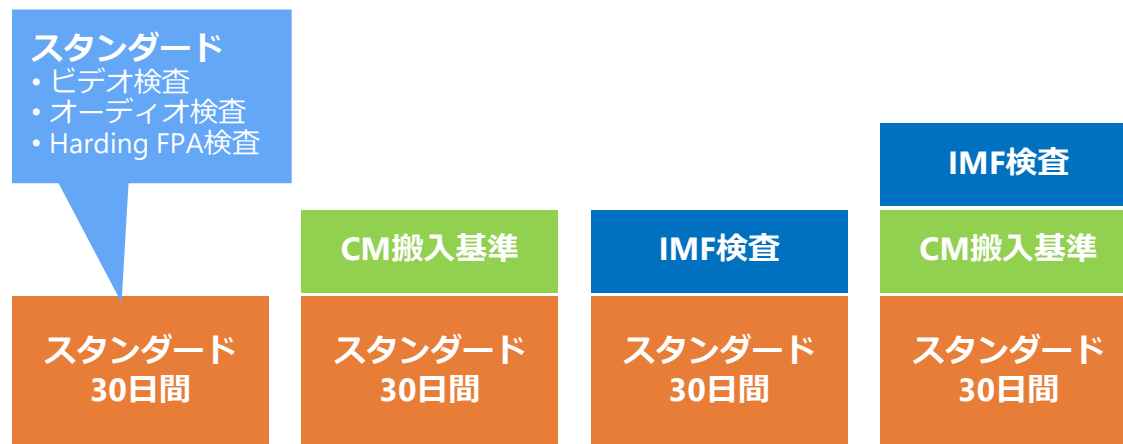 スタンダード
• ビデオ検査
• オーディオ検査
• Harding FPA検査
IMF検査
CM搬入基準
IMF検査
CM搬入基準
スタンダード
30日間
スタンダード
30日間
スタンダード
30日間
スタンダード
30日間